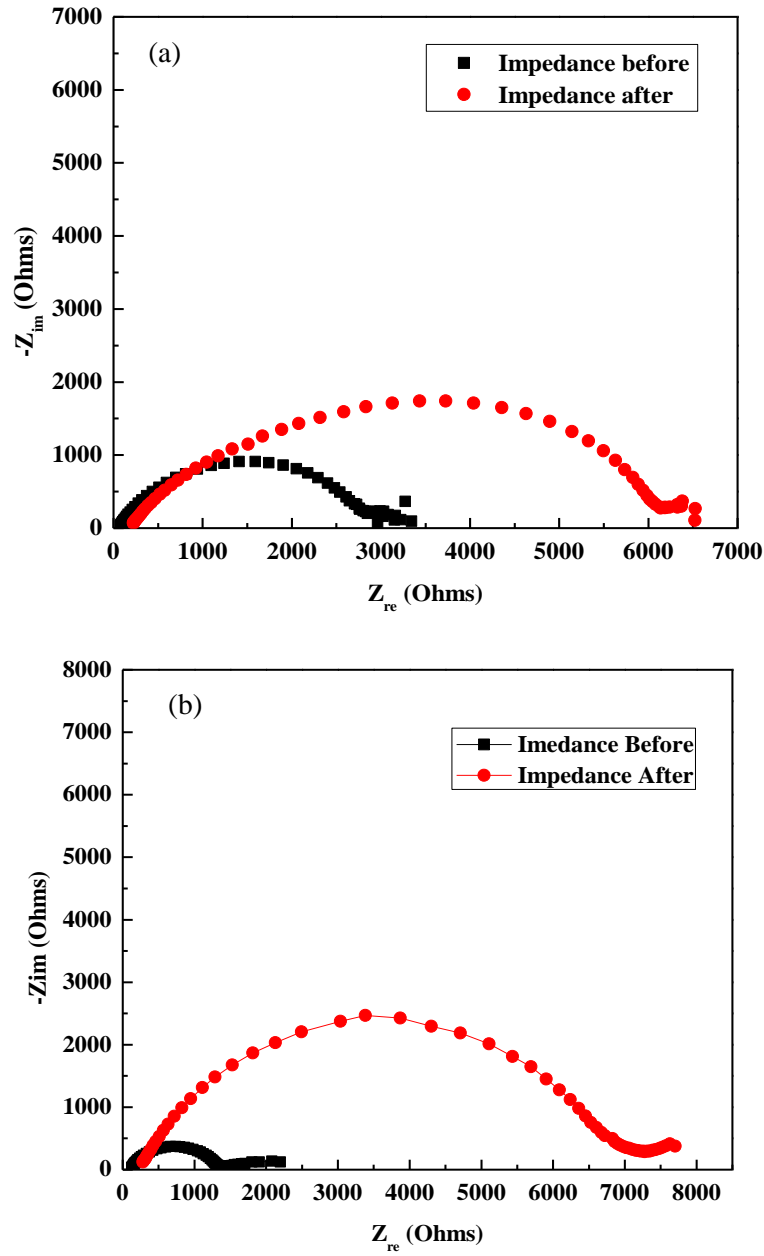 (a)
Impedance before
Impedance after
7000
6000
5000
4000
3000
2000
1000
0
-Zim (Ohms)
0 1000 2000 3000 4000 5000 6000 7000
Zre (Ohms)
(b)
Imedance Before
Impedance After
8000
7000
6000
5000
4000
3000
2000
1000
0
-Zim (Ohms)
0 1000 2000 3000 4000 5000 6000 7000 8000
Zre (Ohms)